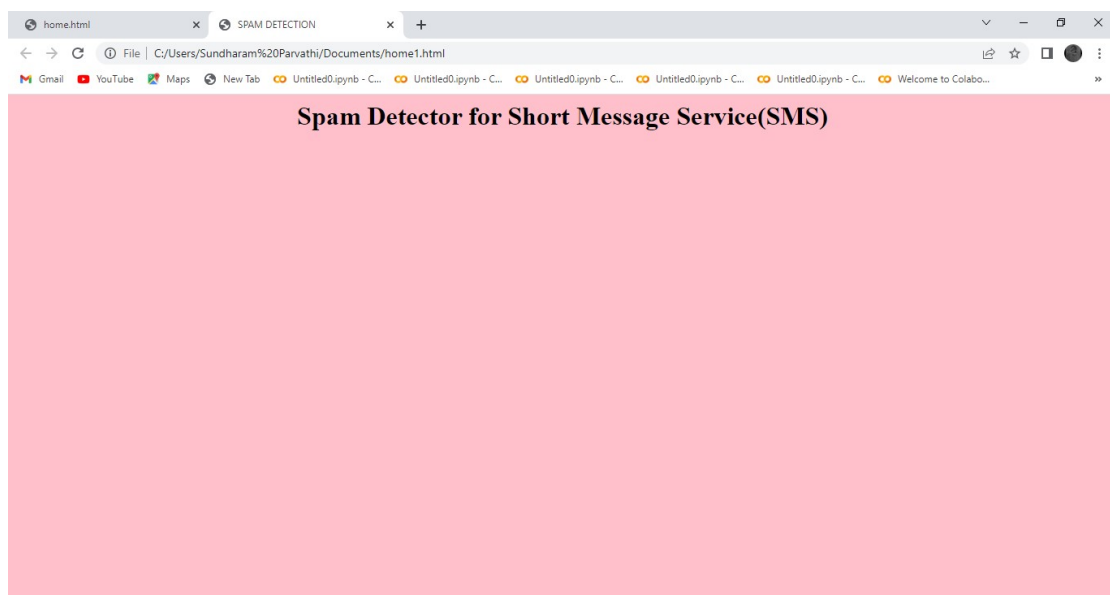 home.html
SPAM DETECTION
File C:/Users/Sundharam%20Parvathi/Documents/home1.html
Gmail YouTube Maps New Tab Untitled0.ipynb - C... Untitled0.ipynb - C... Untitled0.ipynb - C... Untitled0.ipynb - C... Untitled0.ipynb - C... Welcome to Colabo...
Spam Detector for Short Message Service(SMS)